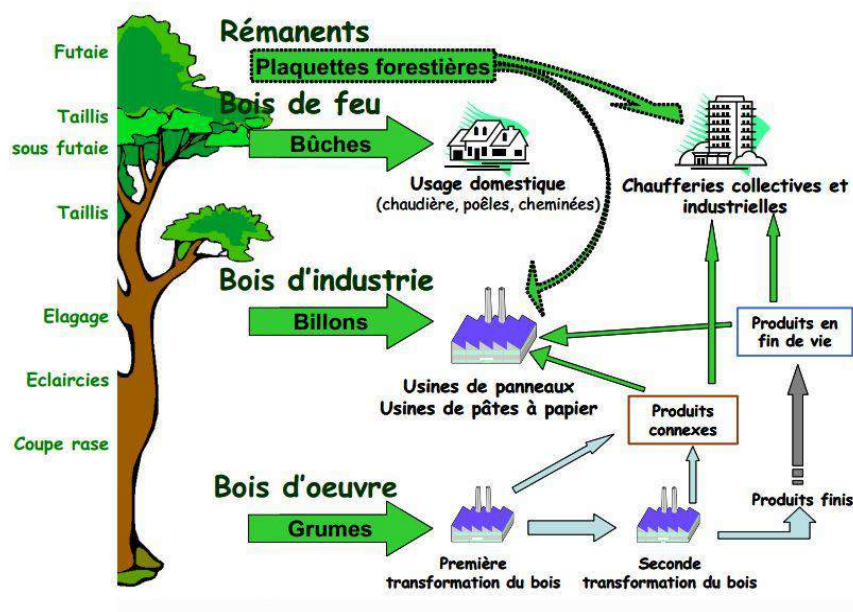 Futaie
Taillis
sous futaie
Taillis
Elagage
Eclaircies
Coupe rase
Rémanents
Plaquettes forestières
Bois de feu
Bûches
Usage domestique
(chaudière, poêles, cheminées)
Chaufferies collectives et
industrielles
Bois d'industrie
Billons
Usines de panneaux
Usines de pâtes à papier
Produits en
fin de vie
Produits
connexes
Bois d'oeuvre
Grumes
Première
transformation du bois
Seconde
transformation du bois
Produits finis